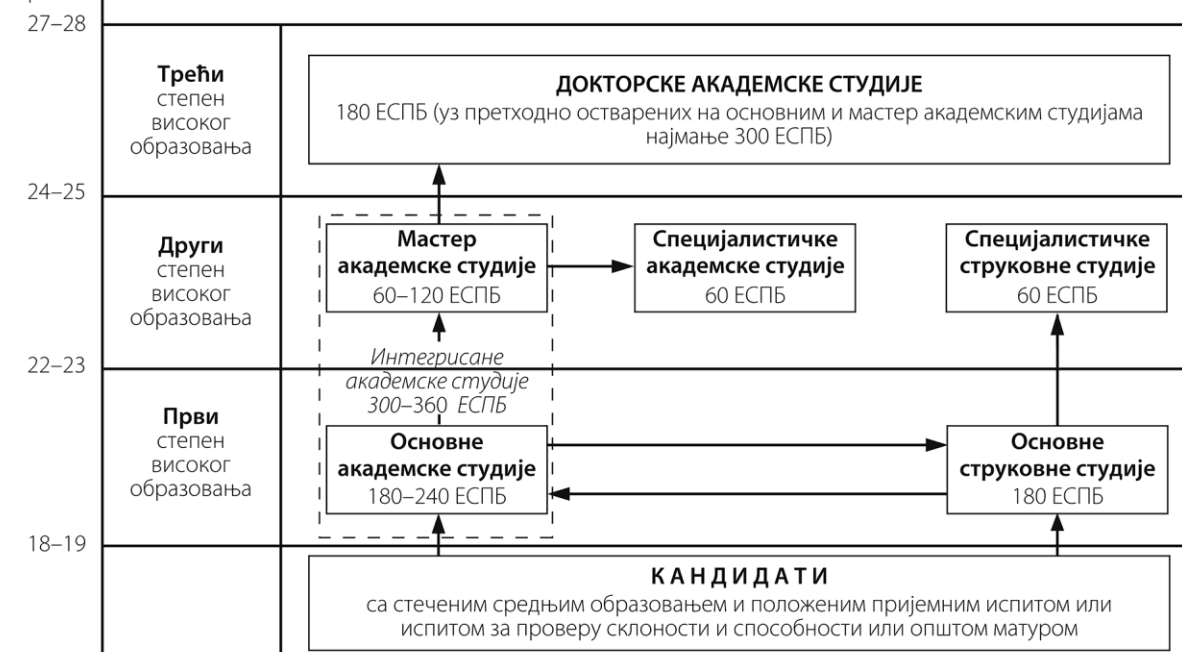 27–28
Трећи
степен
високог
образовања
ДОКТОРСКЕ АКАДЕМСКЕ СТУДИЈЕ
180 ЕСПБ (уз претходно остварених на основним и мастер академским студијама
најмање 300 ЕСПБ)
24–25
Други
степен
високог
образовања
Мастер
академске студије
60–120 ЕСПБ
Специјалистичке
академске студије
60 ЕСПБ
Специјалистичке
струковне студије
60 ЕСПБ
22–23
Интегрисане
академске студије
300–360 ЕСПБ
Први
степен
високог
образовања
Основне
академске студије
180–240 ЕСПБ
Основне
струковне студије
180 ЕСПБ
18–19
КАНДИДАТИ
са стеченим средњим образовањем и положеним пријемним испитом или
испитом за проверу склоности и способности или општом матуром